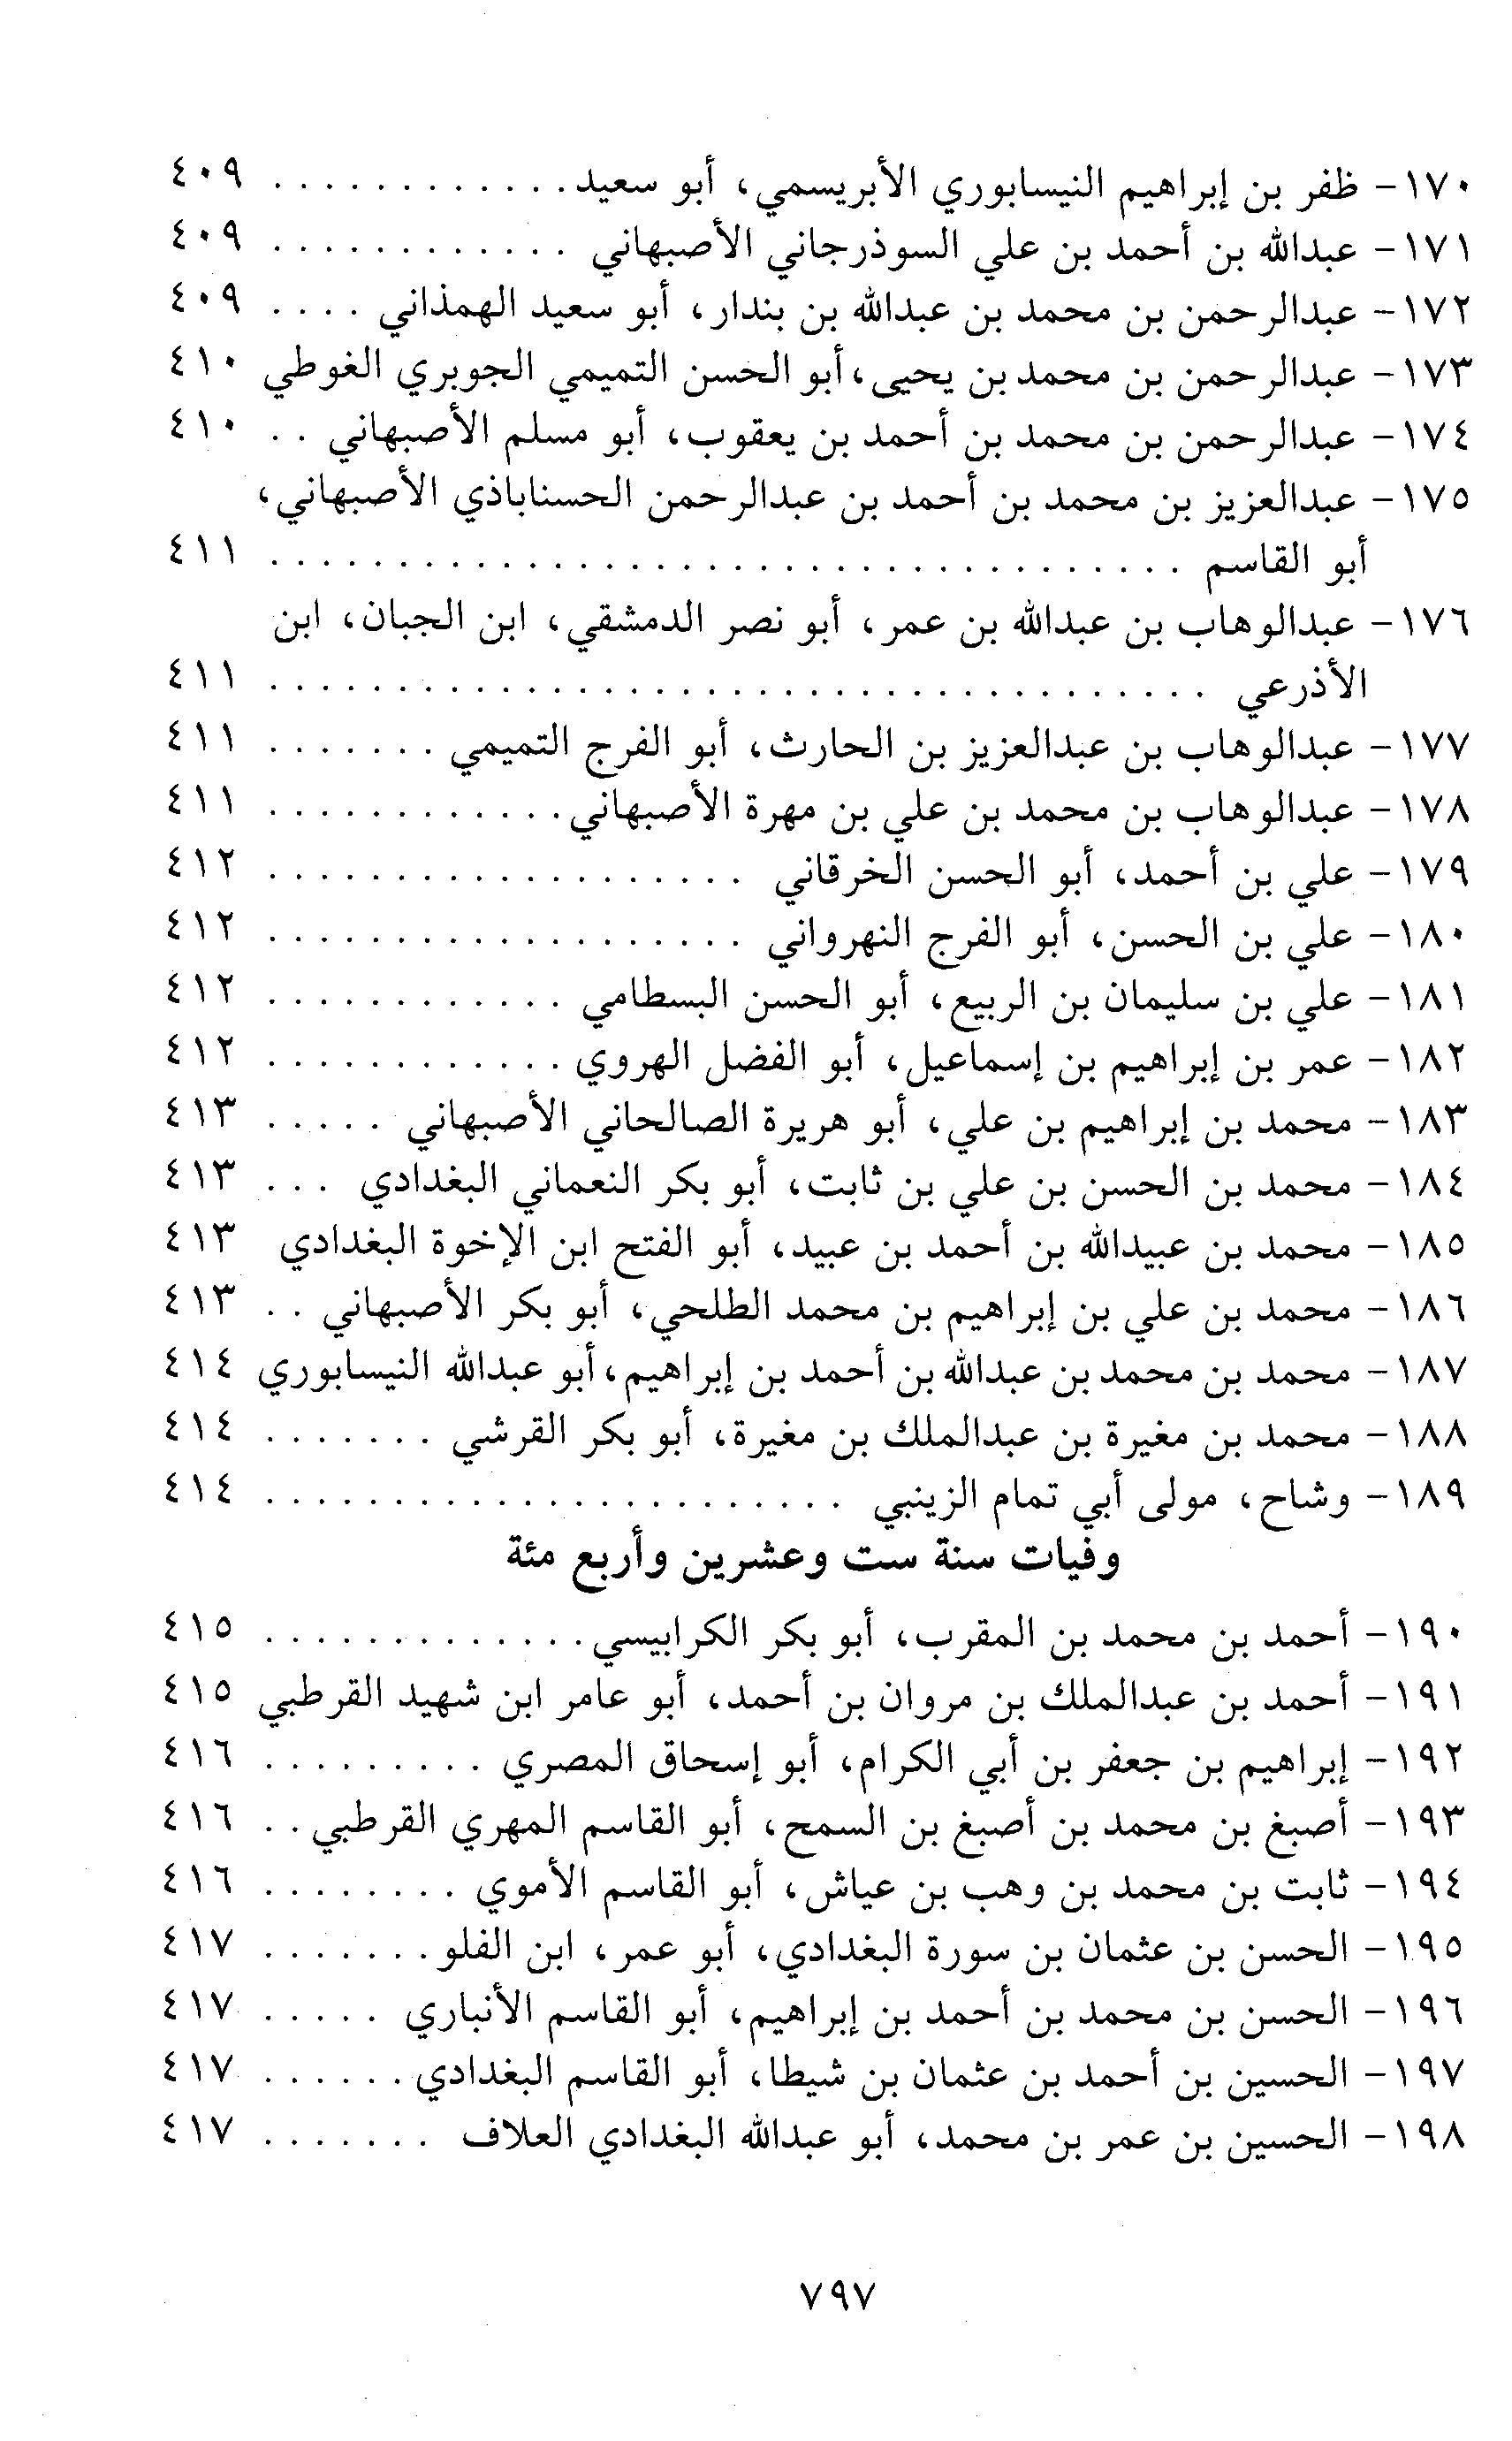 ١٧٠- ظفر بن إبراهيم النيسابوري الأبريسمي، أبو سعيد . . . . . . . . . . . . ٤٠٩
١٧١- عبدالله بن أحمد بن علي السوذرجاني الأصبهاني . . . . . . . . . . . . ٤٠٩
١٧٢- عبدالرحمن بن محمد بن عبدالله بن بندار، أبو سعيد الهمذاني . . . . ٤٠٩
١٧٣- عبدالرحمن بن محمد بن يحيى، أبو الحسن التميمي الجوبري الغوطي ٤١٠
١٧٤- عبدالرحمن بن محمد بن أحمد بن يعقوب، أبو مسلم الأصبهاني . . ٤١٠
١٧٥- عبدالعزيز بن محمد بن أحمد بن عبدالرحمن الحسناباذي الأصبهاني،
أبو القاسم . . . . . . . . . . . . . . . . . . . . . . . . . . . . . . . . . . . . ٤١١
١٧٦- عبدالوهاب بن عبدالله بن عمر، أبو نصر الدمشقي، ابن الجبان، ابن
الأذرعي . . . . . . . . . . . . . . . . . . . . . . . . . . . . . . . . . . . . . ٤١١
١٧٧- عبدالوهاب بن عبدالعزيز بن الحارث، أبو الفرج التميمي . . . . . . . ٤١١
١٧٨- عبدالوهاب بن محمد بن علي بن مهرة الأصبهاني . . . . . . . . . . . . ٤١١
١٧٩- علي بن أحمد، أبو الحسن الخرقاني . . . . . . . . . . . . . . . . . . . ٤١٢
١٨٠- علي بن الحسن، أبو الفرج النهرواني . . . . . . . . . . . . . . . . . . . ٤١٢
١٨١- علي بن سليمان بن الربيع، أبو الحسن البسطامي . . . . . . . . . . . . ٤١٢
١٨٢- عمر بن إبراهيم بن إسماعيل، أبو الفضل الهروي . . . . . . . . . . . . ٤١٢
١٨٣- محمد بن إبراهيم بن علي، أبو هريرة الصالحاني الأصبهاني . . . . . ٤١٣
١٨٤- محمد بن الحسن بن علي بن ثابت، أبو بكر النعماني البغدادي . . . ٤١٣
١٨٥- محمد بن عبيدالله بن أحمد بن عبيد، أبو الفتح ابن الإخوة البغدادي ٤١٣
١٨٦- محمد بن علي بن إبراهيم بن محمد الطلحي، أبو بكر الأصبهاني . . ٤١٣
١٨٧- محمد بن محمد بن عبدالله بن أحمد بن إبراهيم، أبو عبدالله النيسابوري ٤١٤
١٨٨- محمد بن مغيرة بن عبدالملك بن مغيرة، أبو بكر القرشي . . . . . . . ٤١٤
١٨٩- وشاح، مولى أبي تمام الزينبي . . . . . . . . . . . . . . . . . . . . . . . ٤١٤
وفيات سنة ست وعشرين وأربع مئة
١٩٠- أحمد بن محمد بن المقرب، أبو بكر الكرابيسي . . . . . . . . . . . . . ٤١٥
١٩١- أحمد بن عبدالملك بن مروان بن أحمد، أبو عامر ابن شهيد القرطبي ٤١٥
١٩٢- إبراهيم بن جعفر بن أبي الكرام، أبو إسحاق المصري . . . . . . . . . ٤١٦
١٩٣- أصبغ بن محمد بن أصبغ بن السمح، أبو القاسم المهري القرطبي . . ٤١٦
١٩٤- ثابت بن محمد بن وهب بن عياش، أبو القاسم الأموي . . . . . . . . ٤١٦
١٩٥- الحسن بن عثمان بن سورة البغدادي، أبو عمر، ابن الفلو . . . . . . . ٤١٧
١٩٦- الحسن بن محمد بن أحمد بن إبراهيم، أبو القاسم الأنباري . . . . . ٤١٧
١٩٧- الحسين بن أحمد بن عثمان بن شيطا، أبو القاسم البغدادي . . . . . . ٤١٧
١٩٨- الحسين بن عمر بن محمد، أبو عبدالله البغدادي العلاف . . . . . . . ٤١٧
٧٩٧